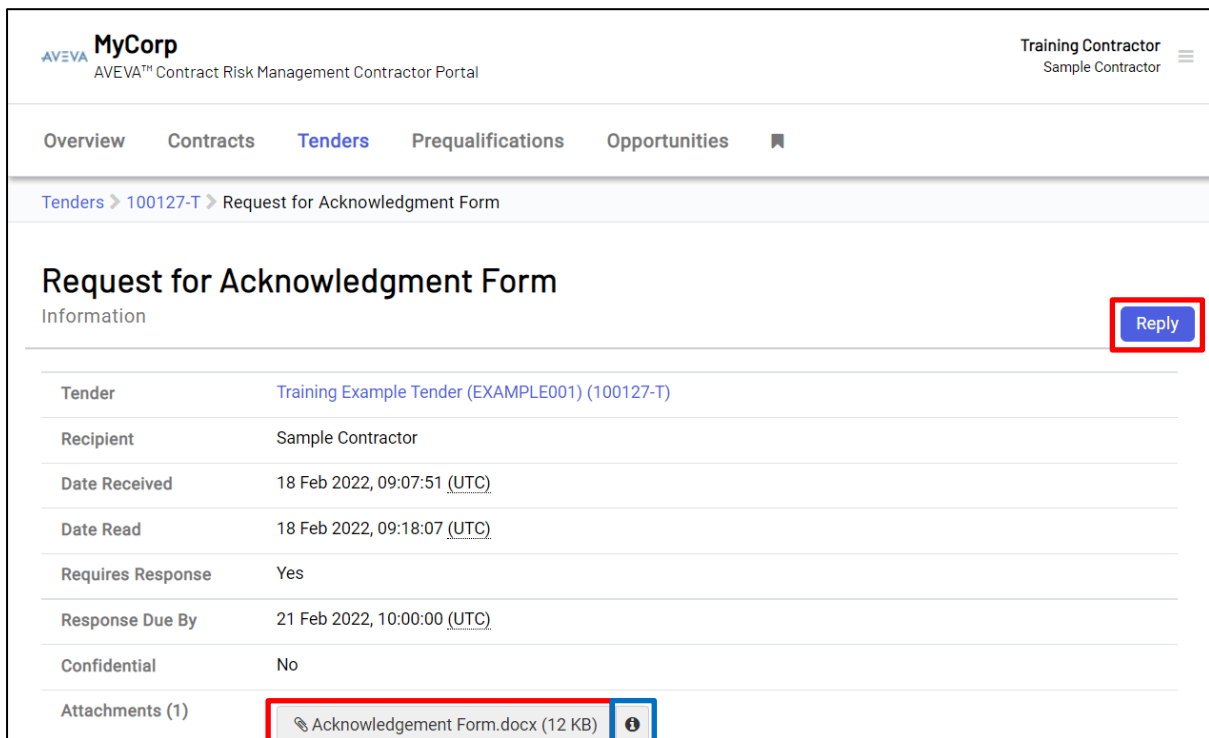 AVEVA MyCorp
AVEVA™ Contract Risk Management Contractor Portal
Training Contractor
Sample Contractor
Overview Contracts Tenders Prequalifications Opportunities
Tenders > 100127-T > Request for Acknowledgment Form
Request for Acknowledgment Form
Information
Reply
Tender Training Example Tender (EXAMPLE001) (100127-T)
Recipient Sample Contractor
Date Received 18 Feb 2022, 09:07:51 (UTC)
Date Read 18 Feb 2022, 09:18:07 (UTC)
Requires Response Yes
Response Due By 21 Feb 2022, 10:00:00 (UTC)
Confidential No
Attachments (1) Acknowledgement Form.docx (12 KB)